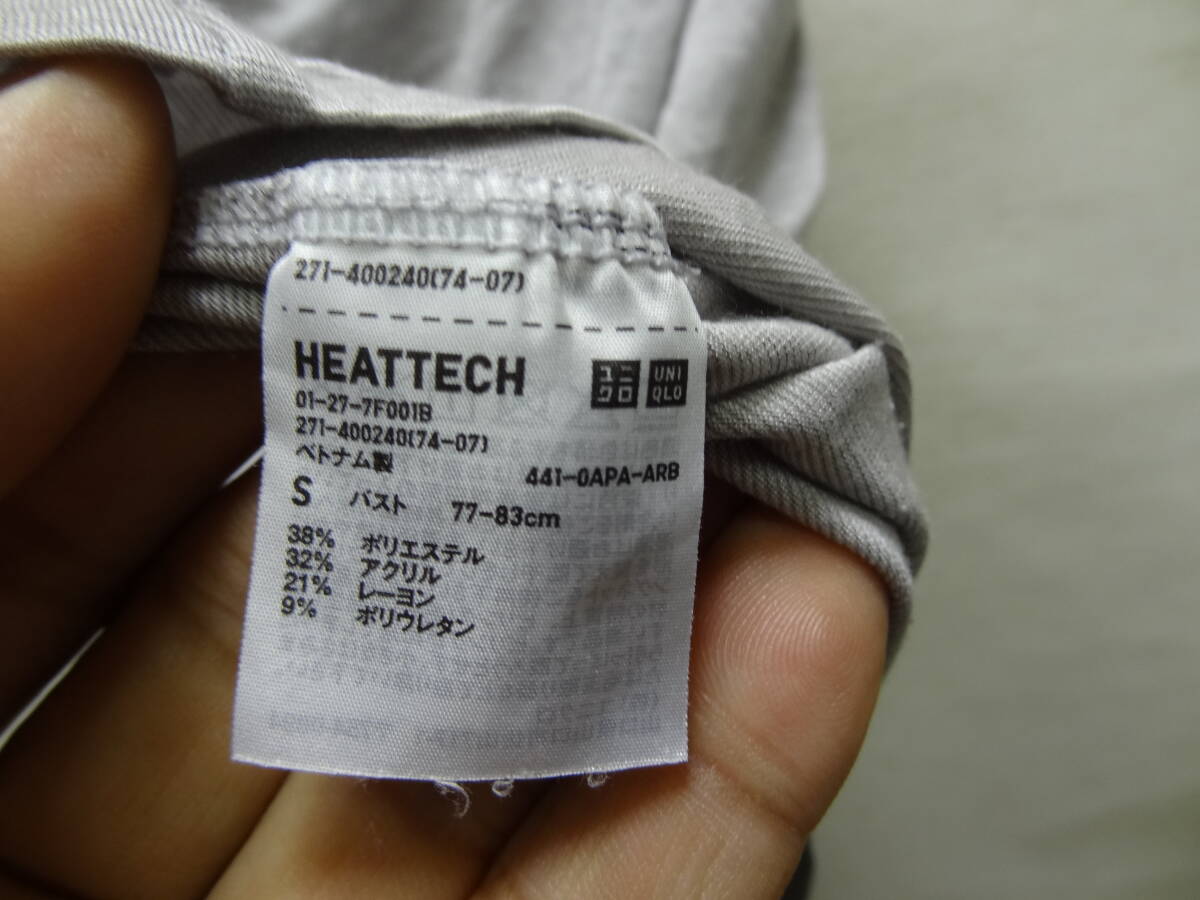 271-400240(74-07)
HEATTECH
ユニ
クロ
UNI
QLO
01-27-7F001B
271-400240(74-07)
ベトナム製
441-0APA-ARB
S バスト 77-83cm
38% ポリエステル
32% アクリル
21% レーヨン
9% ポリウレタン